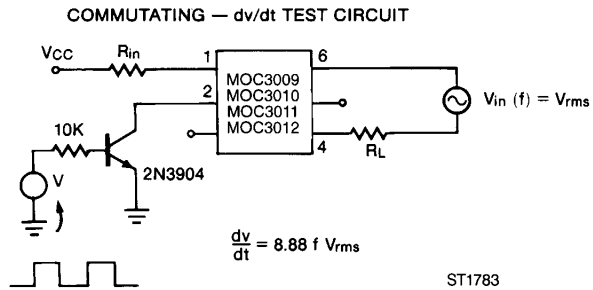 COMMUTATING — dv/dt TEST CIRCUIT
VCC
Rin
1
6
MOC3009
MOC3010
MOC3011
MOC3012
2
4
Vin (f) = Vrms
RL
10K
V
2N3904
dv/dt = 8.88 f Vrms
ST1783